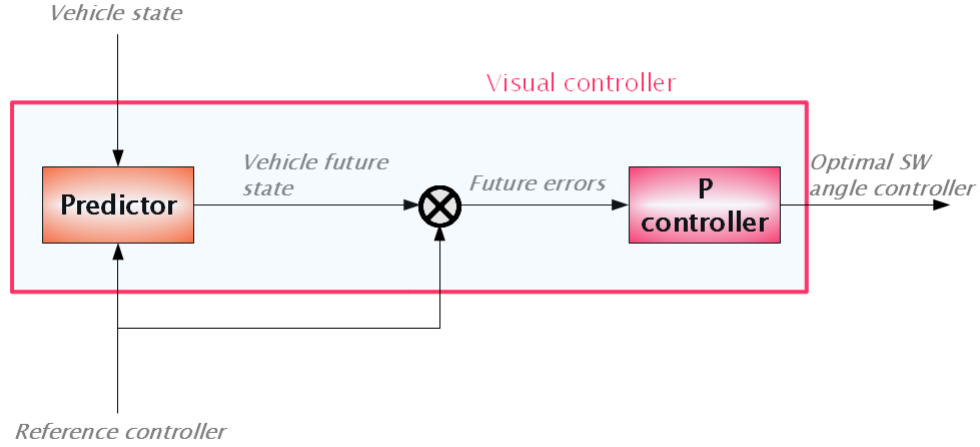 Vehicle state
Visual controller
Vehicle future
state
Future errors
Optimal SW
angle controller
Predictor
P
controller
Reference controller